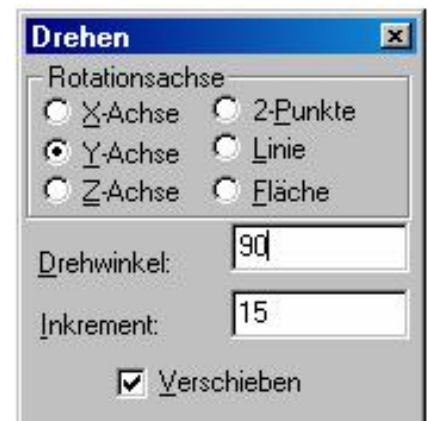 Drehen
Rotationsachse
X-Achse 2-Punkte
Y-Achse Linie
Z-Achse Fläche
Drehwinkel: 90
Inkrement: 15
Verschieben